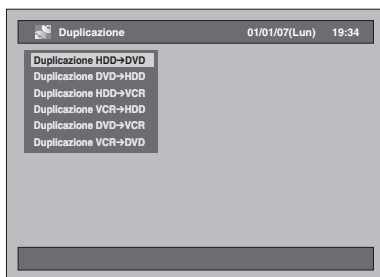 Duplicazione 01/01/07(Lun) 19:34
Duplicazione HDD→DVD
Duplicazione DVD→HDD
Duplicazione HDD→VCR
Duplicazione VCR→HDD
Duplicazione DVD→VCR
Duplicazione VCR→DVD